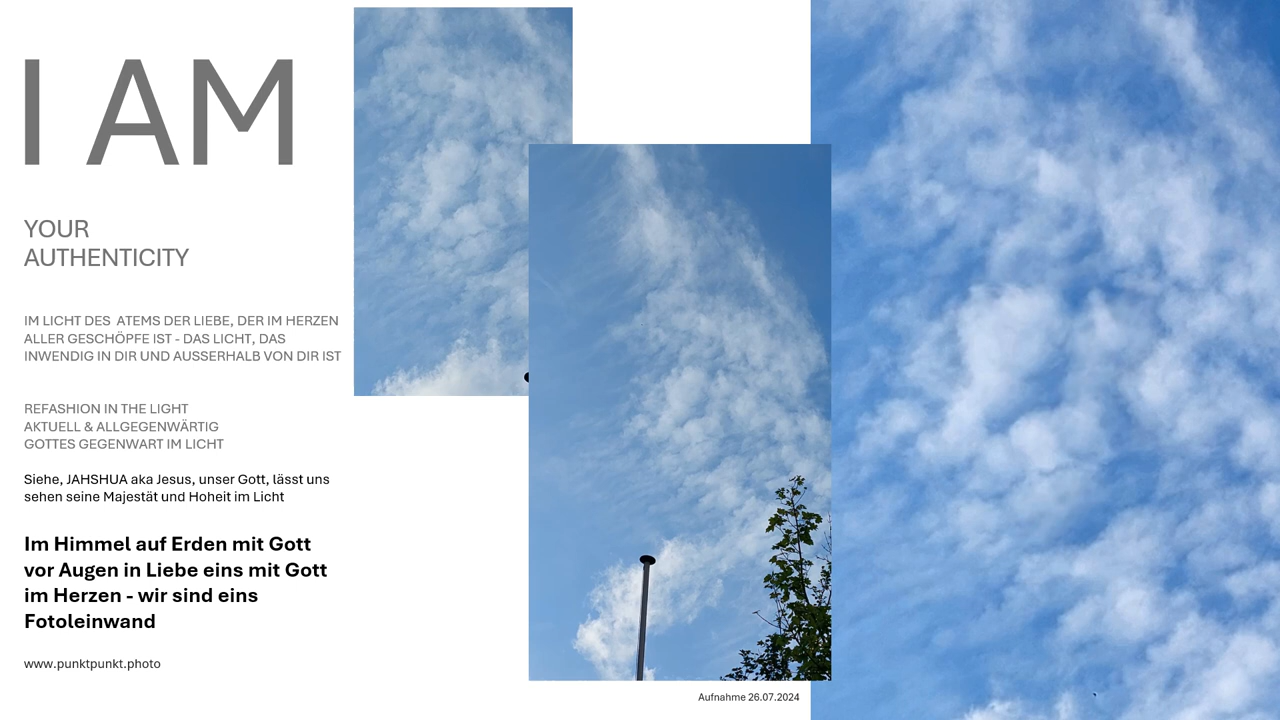 I AM
YOUR
AUTHENTICITY
IM LICHT DES  ATEMS DER LIEBE, DER IM HERZEN
ALLER GESCHÖPFE IST - DAS LICHT, DAS
INWENDIG IN DIR UND AUSSERHALB VON DIR IST
REFASHION IN THE LIGHT
AKTUELL & ALLGEGENWÄRTIG
GOTTES GEGENWART IM LICHT
Siehe, JAHSHUA aka Jesus, unser Gott, lässt uns
sehen seine Majestät und Hoheit im Licht
Im Himmel auf Erden mit Gott
vor Augen in Liebe eins mit Gott
im Herzen - wir sind eins
Fotoleinwand
www.punktpunkt.photo
Aufnahme 26.07.2024